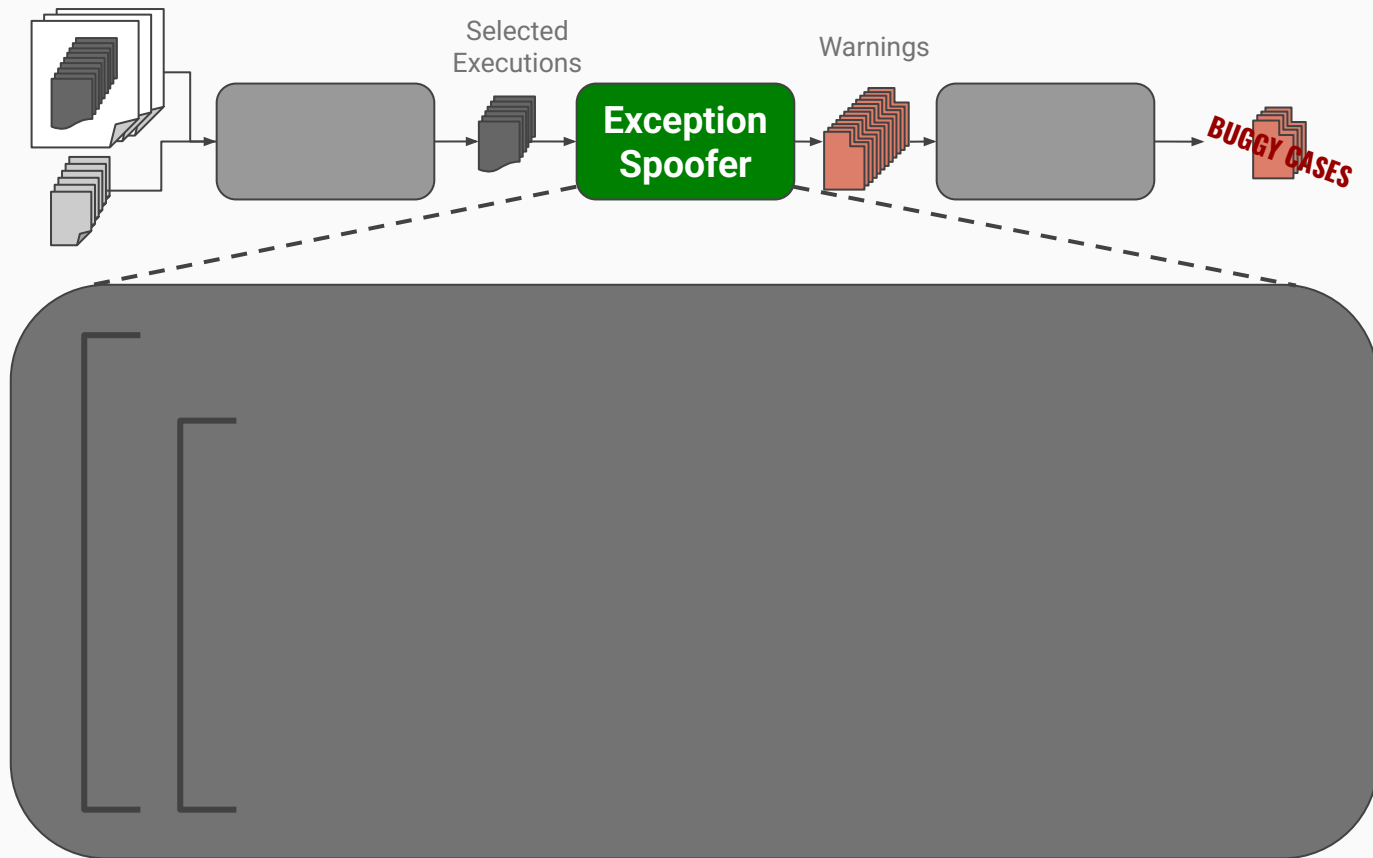 Selected
Executions
Warnings
Exception
Spoofer
BUGGY CASES